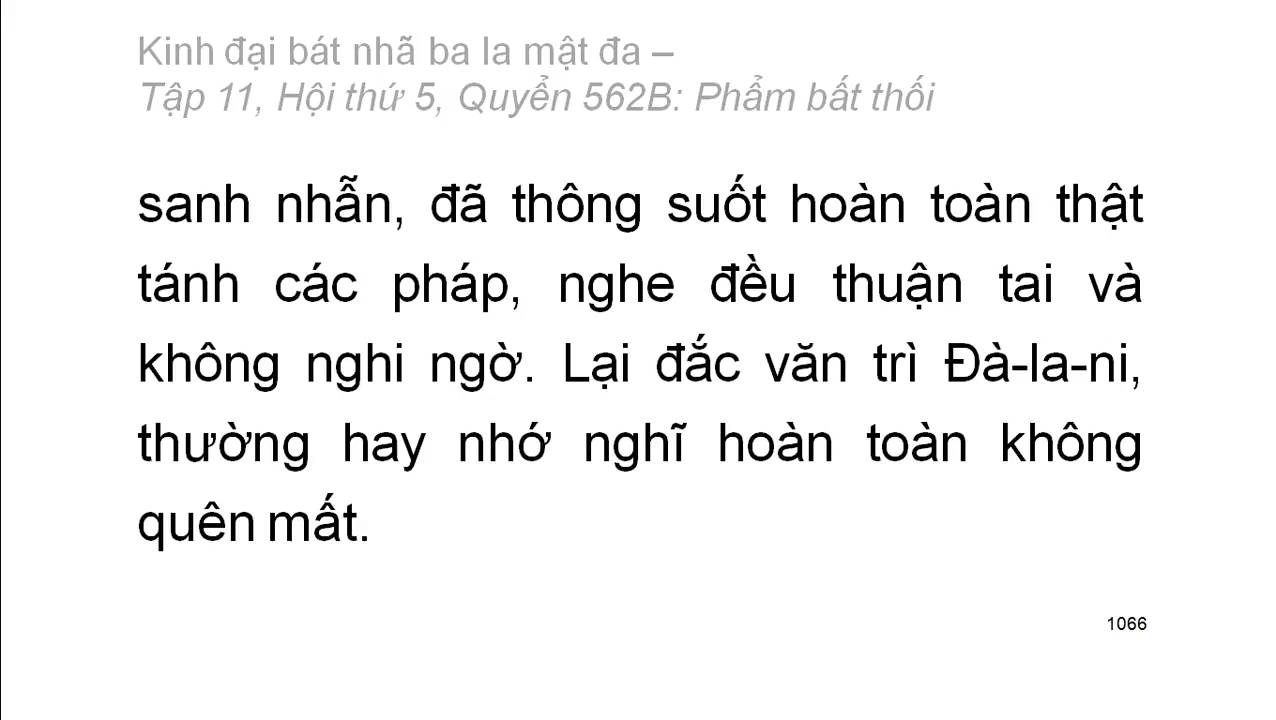 Kinh đại bát nhã ba la mật đa –
Tập 11, Hội thứ 5, Quyển 562B: Phẩm bất thối
sanh nhẫn, đã thông suốt hoàn toàn thật
tánh các pháp, nghe đều thuận tai và
không nghi ngờ. Lại đắc văn trì Đà-la-ni,
thường hay nhớ nghĩ hoàn toàn không
quên mất.
1066